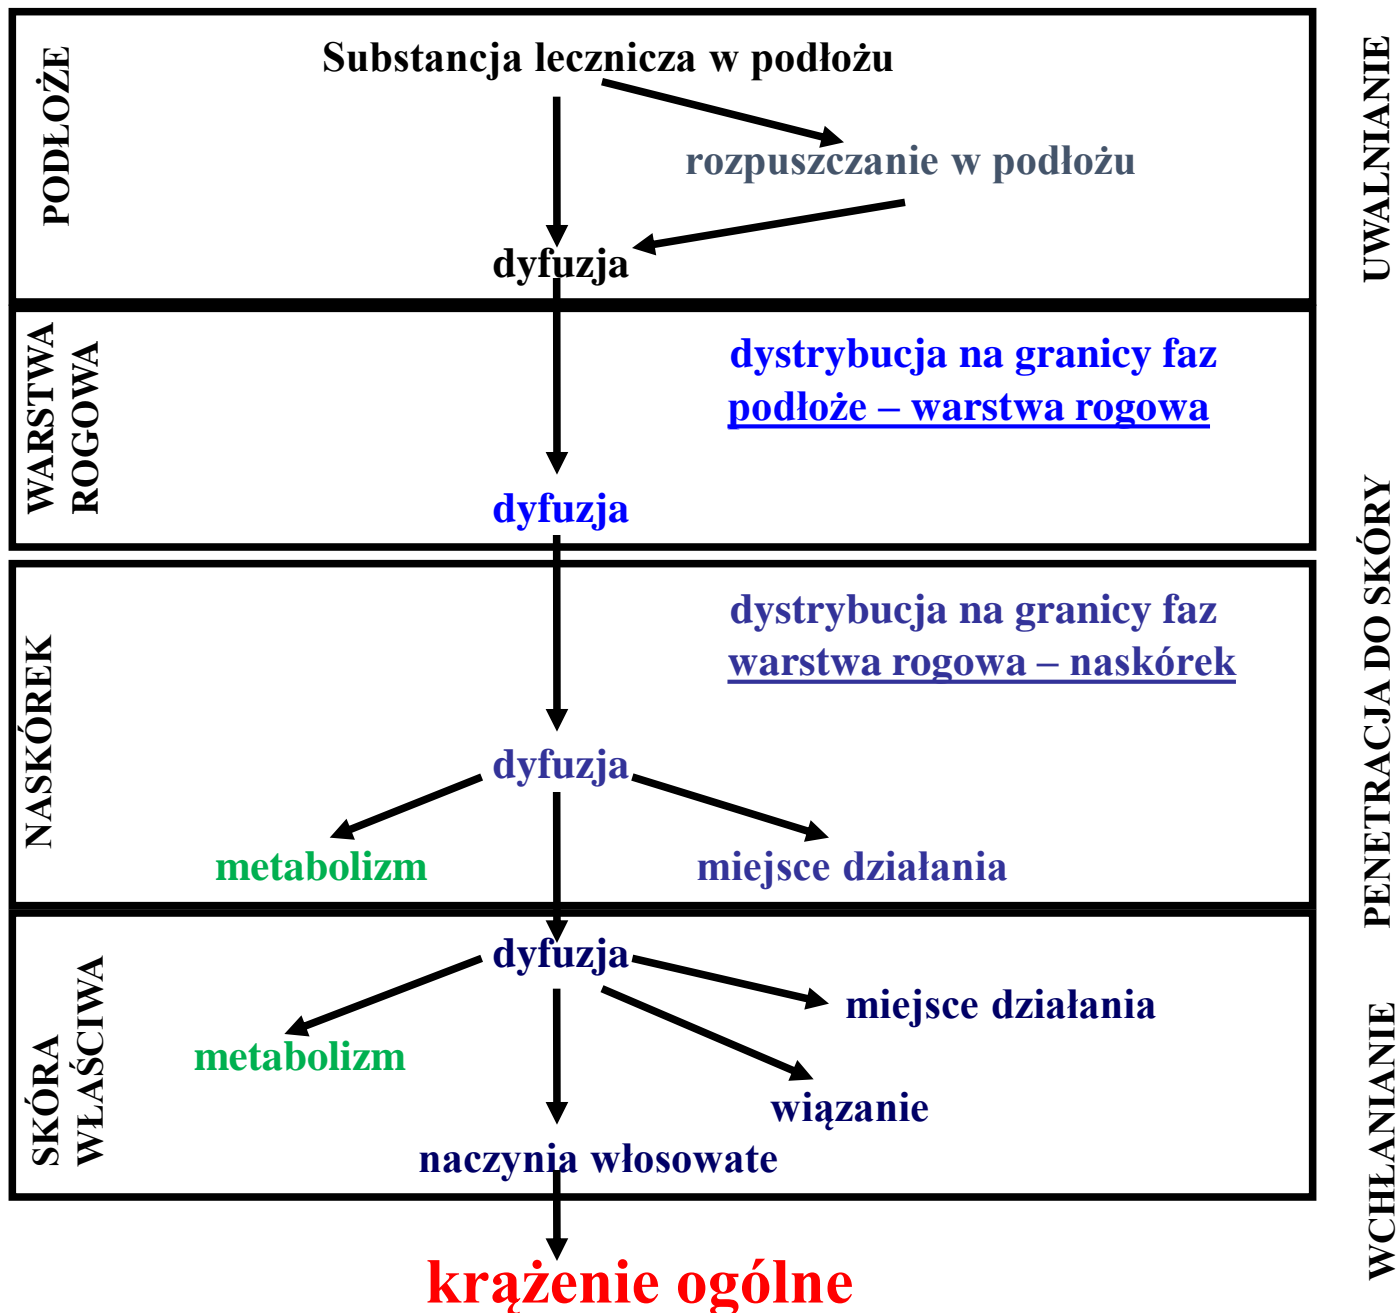 PODŁOŻE
Substancja lecznicza w podłożu
rozpuszczanie w podłożu
dyfuzja
UWALNIANIE
WARSTWA
ROGOWA
dystrybucja na granicy faz
podłoże – warstwa rogowa
dyfuzja
PENETRACJA DO SKÓRY
NASKÓREK
dystrybucja na granicy faz
warstwa rogowa – naskórek
dyfuzja
metabolizm
miejsce działania
SKÓRA
WŁAŚCIWA
dyfuzja
miejsce działania
metabolizm
wiązanie
naczynia włosowate
WCHŁANIANIE
krążenie ogólne